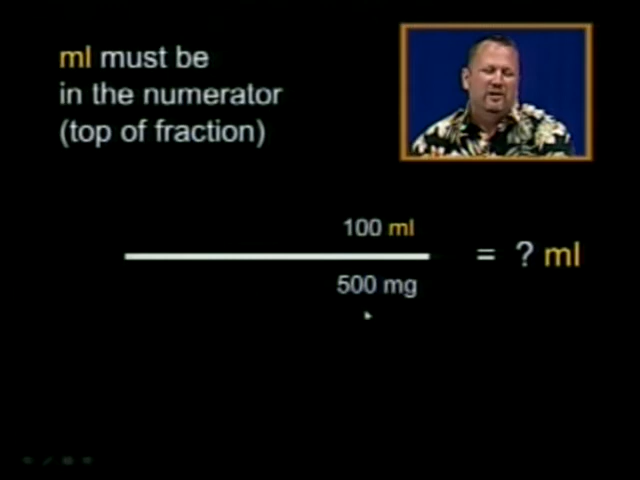 ml must be
in the numerator
(top of fraction)
100 ml
500 mg
= ? ml